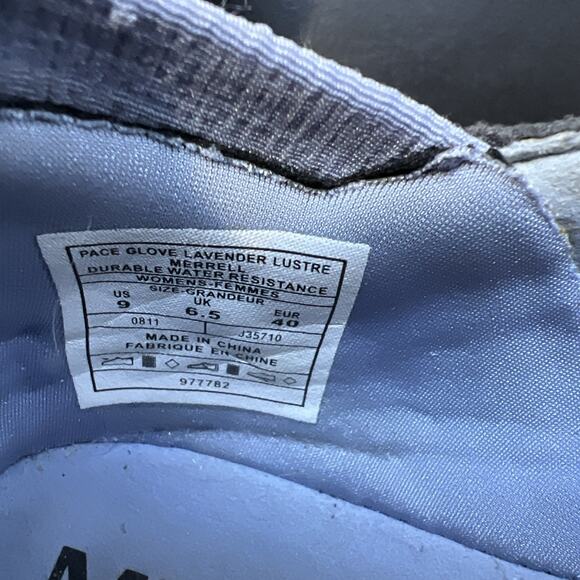 PACE GLOVE LAVENDER LUSTRE
MERRELL
DURABLE WATER RESISTANCE
WOMENS-FEMMES
SIZE-GRANDEUR
US UK EUR
9 6.5 40
0811 J35710
MADE IN CHINA
FABRIQUE EN CHINE
977782